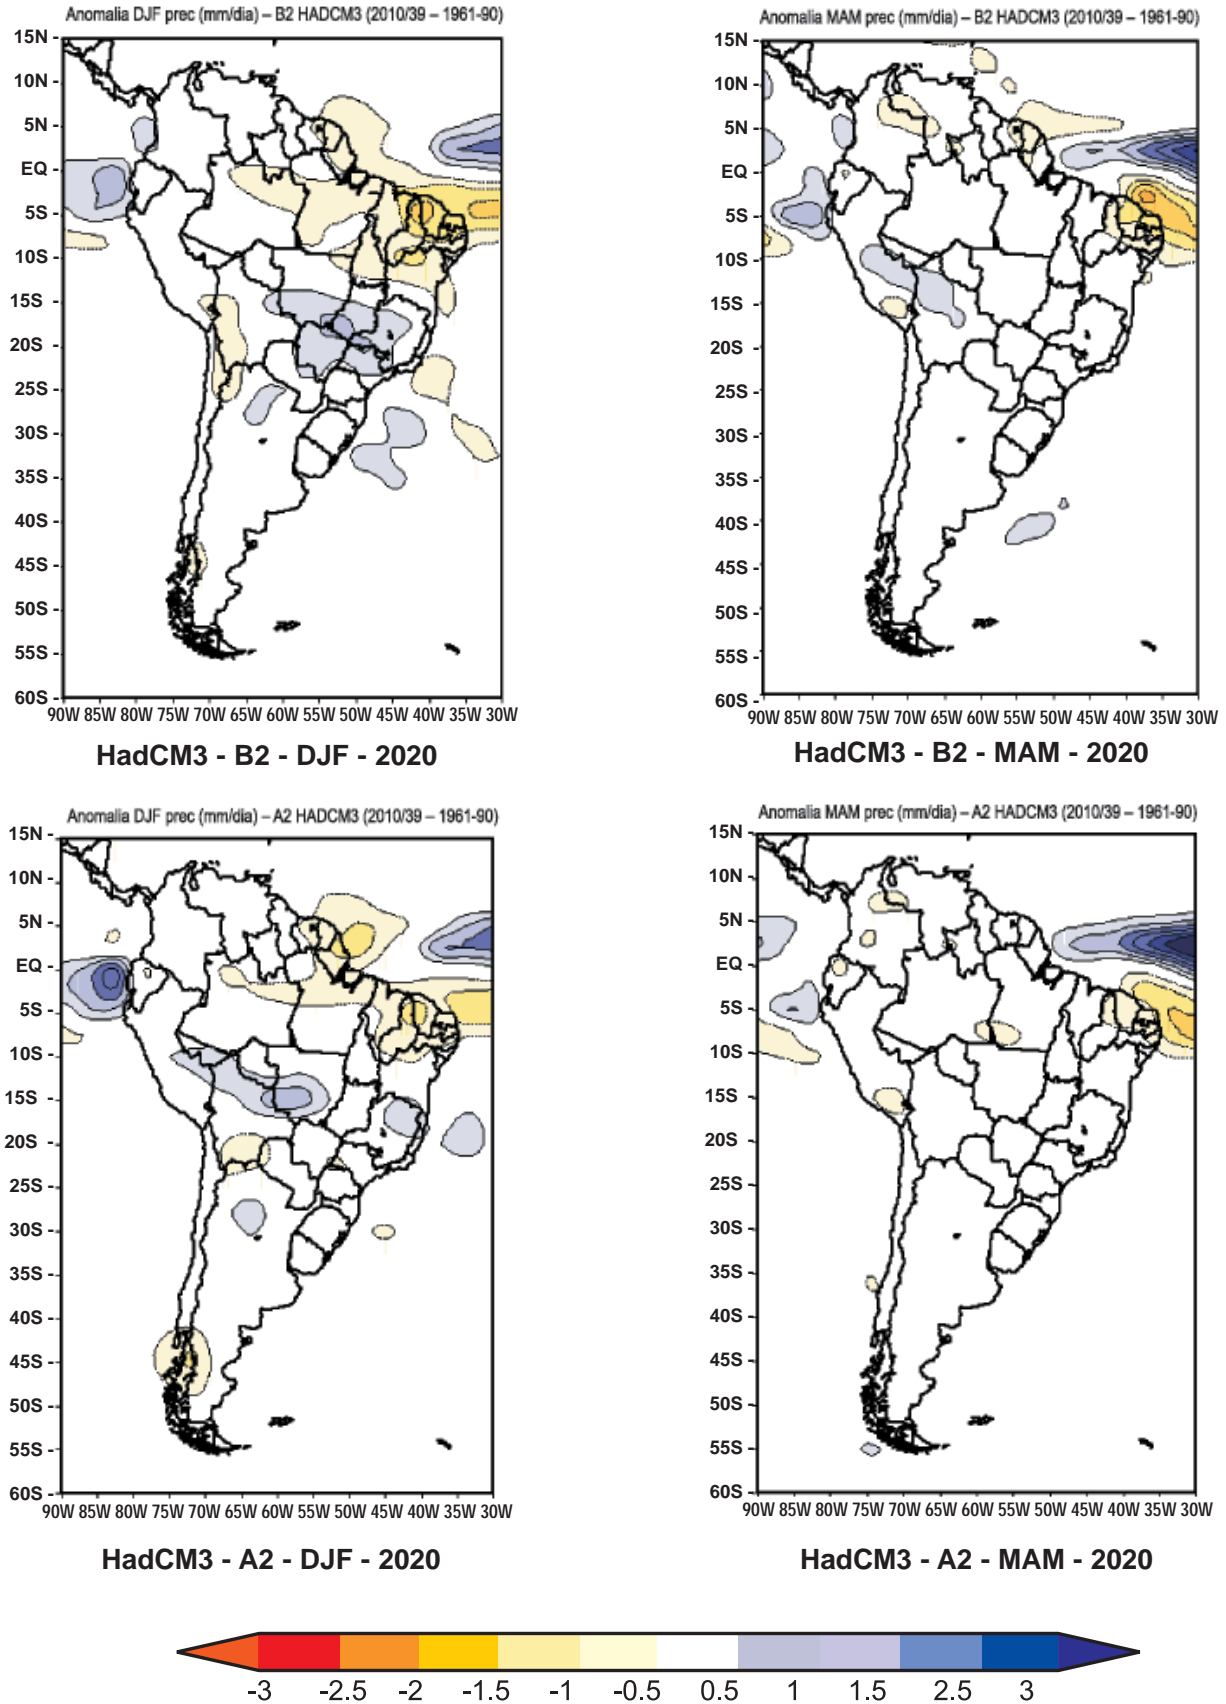 Anomalia DJF prec (mm/dia) – B2 HADCM3 (2010/39 – 1961-90)
15N
10N
5N
EQ
5S
10S
15S
20S
25S
30S
35S
40S
45S
50S
55S
60S
90W 85W 80W 75W 70W 65W 60W 55W 50W 45W 40W 35W 30W
HadCM3 - B2 - DJF - 2020
Anomalia MAM prec (mm/dia) – B2 HADCM3 (2010/39 – 1961-90)
15N
10N
5N
EQ
5S
10S
15S
20S
25S
30S
35S
40S
45S
50S
55S
60S
90W 85W 80W 75W 70W 65W 60W 55W 50W 45W 40W 35W 30W
HadCM3 - B2 - MAM - 2020
Anomalia DJF prec (mm/dia) – A2 HADCM3 (2010/39 – 1961-90)
15N
10N
5N
EQ
5S
10S
15S
20S
25S
30S
35S
40S
45S
50S
55S
60S
90W 85W 80W 75W 70W 65W 60W 55W 50W 45W 40W 35W 30W
HadCM3 - A2 - DJF - 2020
Anomalia MAM prec (mm/dia) – A2 HADCM3 (2010/39 – 1961-90)
15N
10N
5N
EQ
5S
10S
15S
20S
25S
30S
35S
40S
45S
50S
55S
60S
90W 85W 80W 75W 70W 65W 60W 55W 50W 45W 40W 35W 30W
HadCM3 - A2 - MAM - 2020
-3 -2.5 -2 -1.5 -1 -0.5 0.5 1 1.5 2.5 3